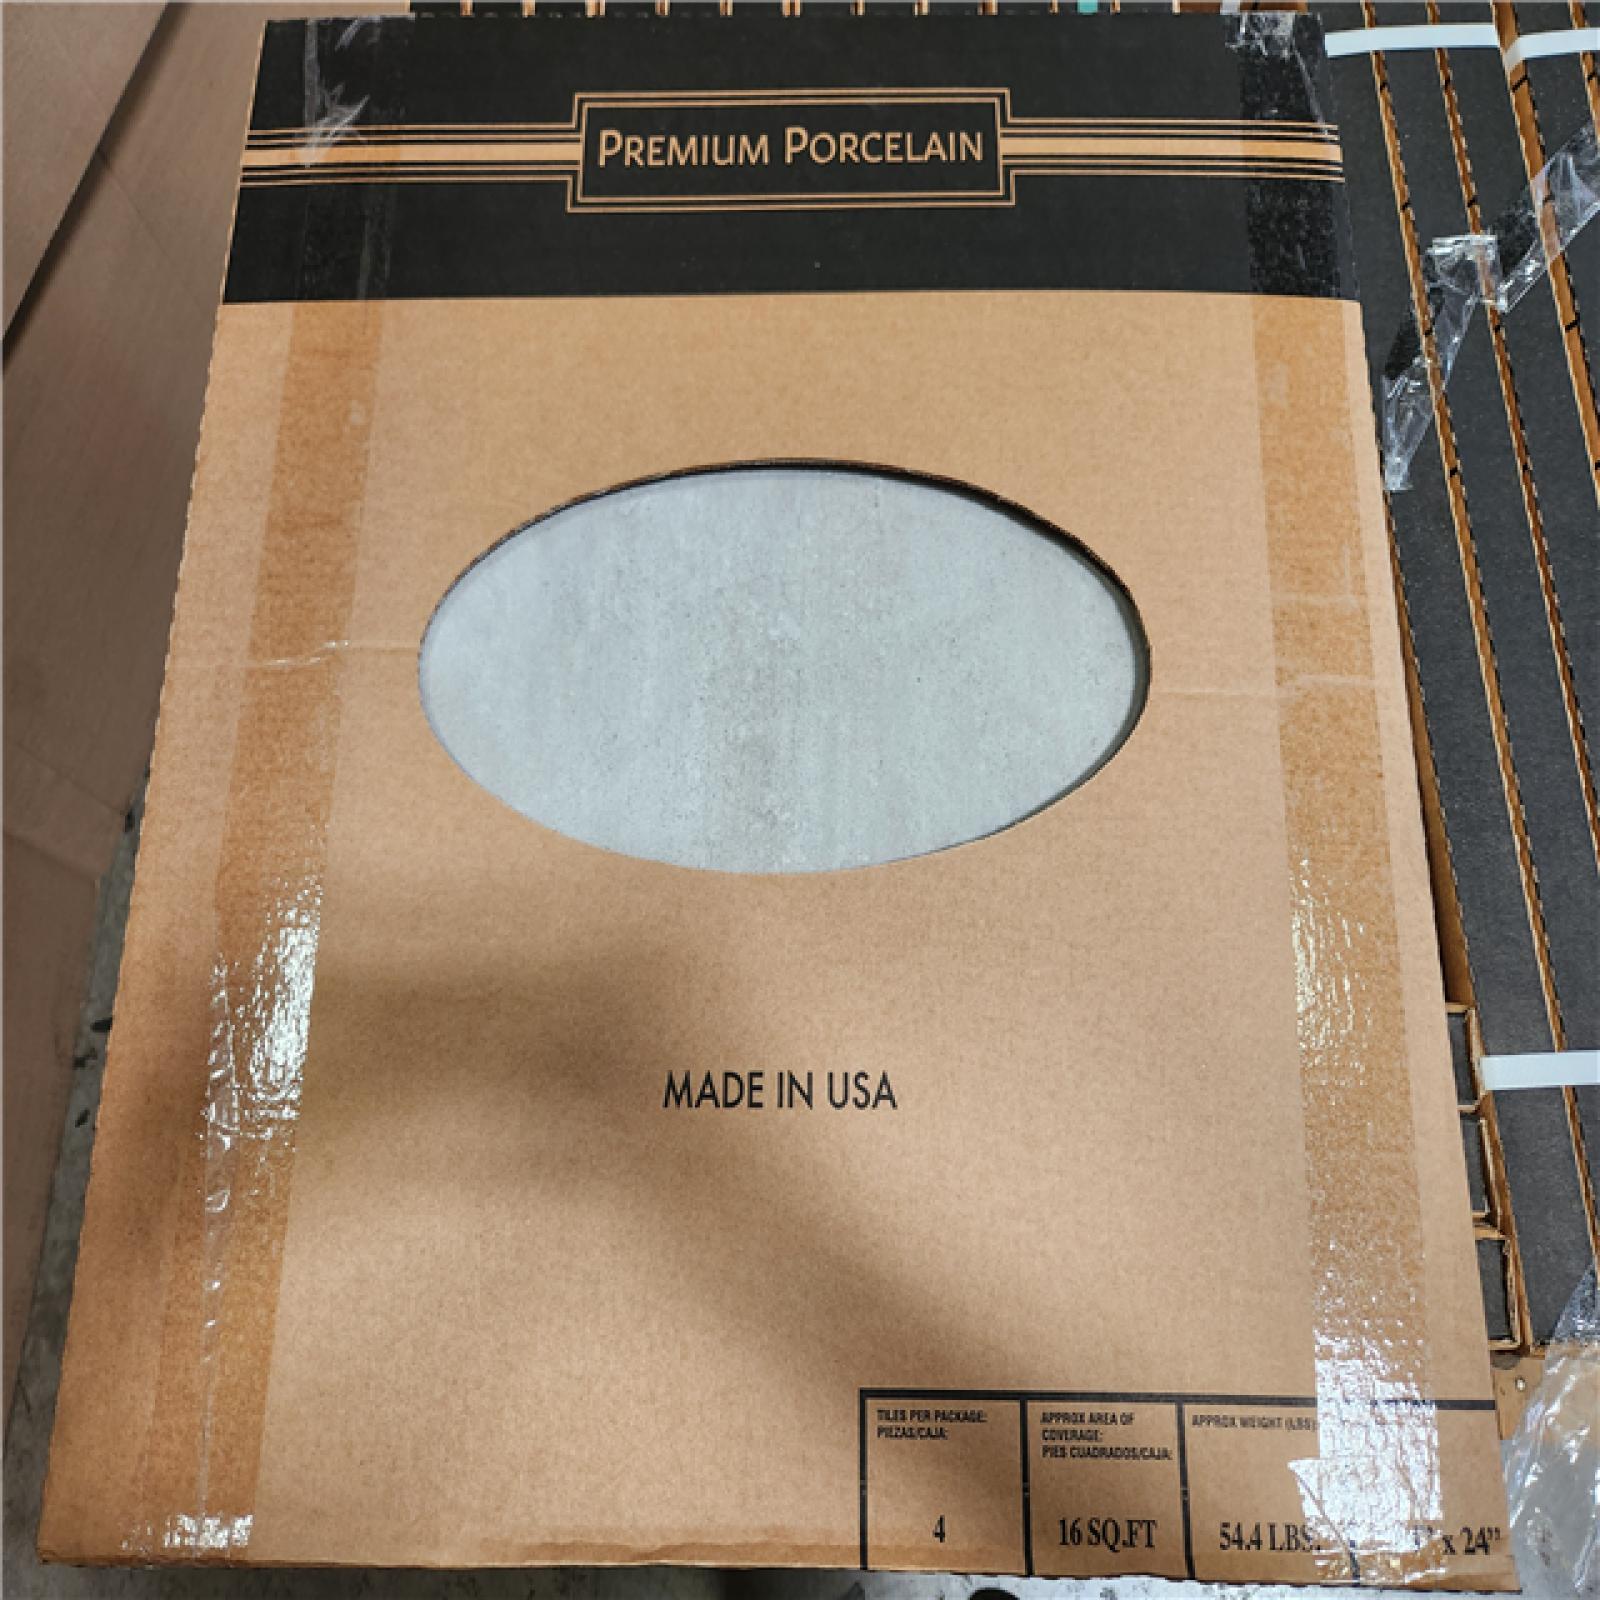 PREMIUM PORCELAIN
MADE IN USA
TILES PER PACKAGE:
PIEZAS/CAJA:
4
APPROX AREA OF
COVERAGE:
PIES CUADRADOS/CAJA:
16 SQ.FT
APPROX WEIGHT (LBS)
54.4 LBS.
x 24"